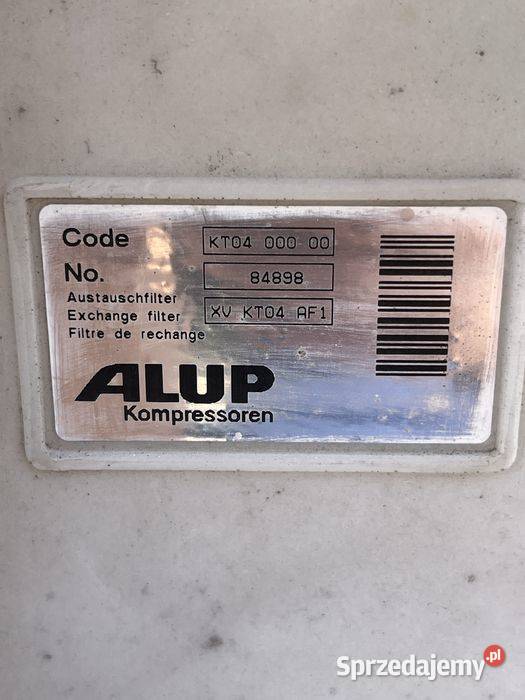 Code KT04 000 00
No. 84898
Austauschfilter
Exchange filter XV KT04 AF1
Filtre de rechange
ALUP
Kompressoren
Sprzedajemy.pl